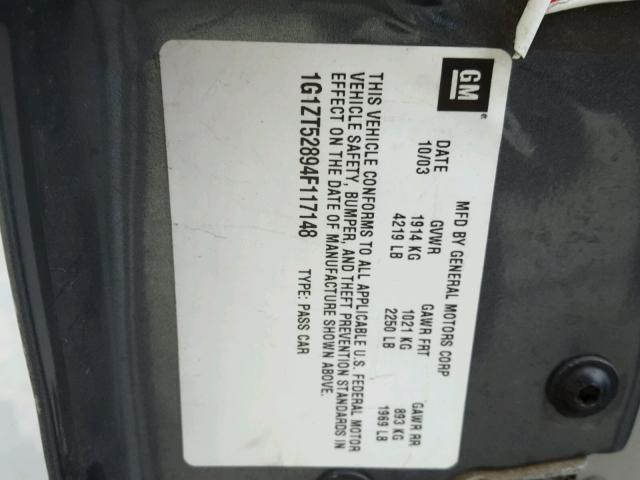 GM
MFD BY GENERAL MOTORS CORP
DATE GVWR GAWR FRT GAWR RR
10/03 1914 KG 1021 KG 893 KG
4219 LB 2250 LB 1969 LB
THIS VEHICLE CONFORMS TO ALL APPLICABLE U.S. FEDERAL MOTOR
VEHICLE SAFETY, BUMPER, AND THEFT PREVENTION STANDARDS IN
EFFECT ON THE DATE OF MANUFACTURE SHOWN ABOVE.
1G1ZT52894F117148 TYPE: PASS CAR